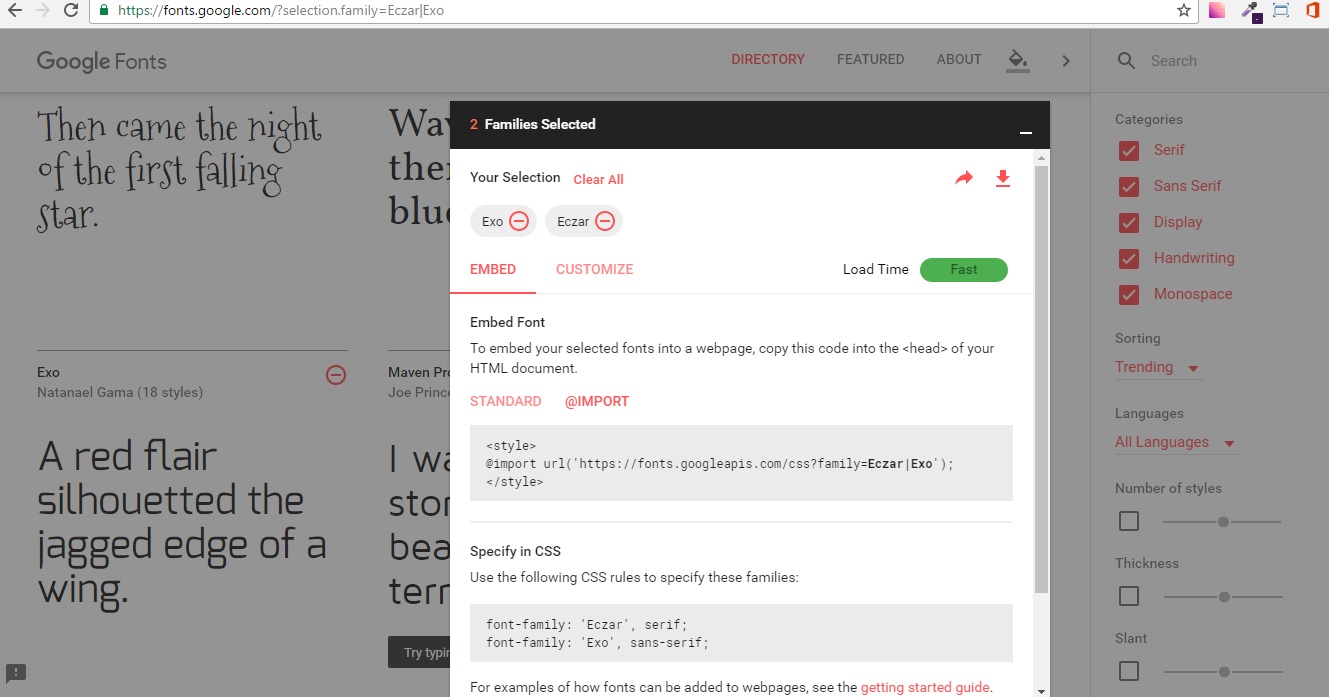 https://fonts.google.com/?selection.family=Eczar|Exo
Google Fonts
DIRECTORY
FEATURED
ABOUT
Search
Then came the night
of the first falling
star.
Exo
Natanael Gama (18 styles)
A red flair
silhouetted the
jagged edge of a
wing.
blu
Maven Pro
I wa
bea
Try typin
2 Families Selected
Your Selection
Clear All
Exo
Eczar
EMBED
CUSTOMIZE
Load Time
Fast
Embed Font
To embed your selected fonts into a webpage, copy this code into the <head> of your
HTML document.
STANDARD
@IMPORT
<style>
@import url('https://fonts.googleapis.com/css?family=Eczar|Exo');
</style>
Specify in CSS
Use the following CSS rules to specify these families:
font-family: 'Eczar', serif;
font-family: 'Exo', sans-serif;
For examples of how fonts can be added to webpages, see the getting started guide.
Categories
Serif
Sans Serif
Display
Handwriting
Monospace
Sorting
Trending
Languages
All Languages
Number of styles
Thickness
Slant